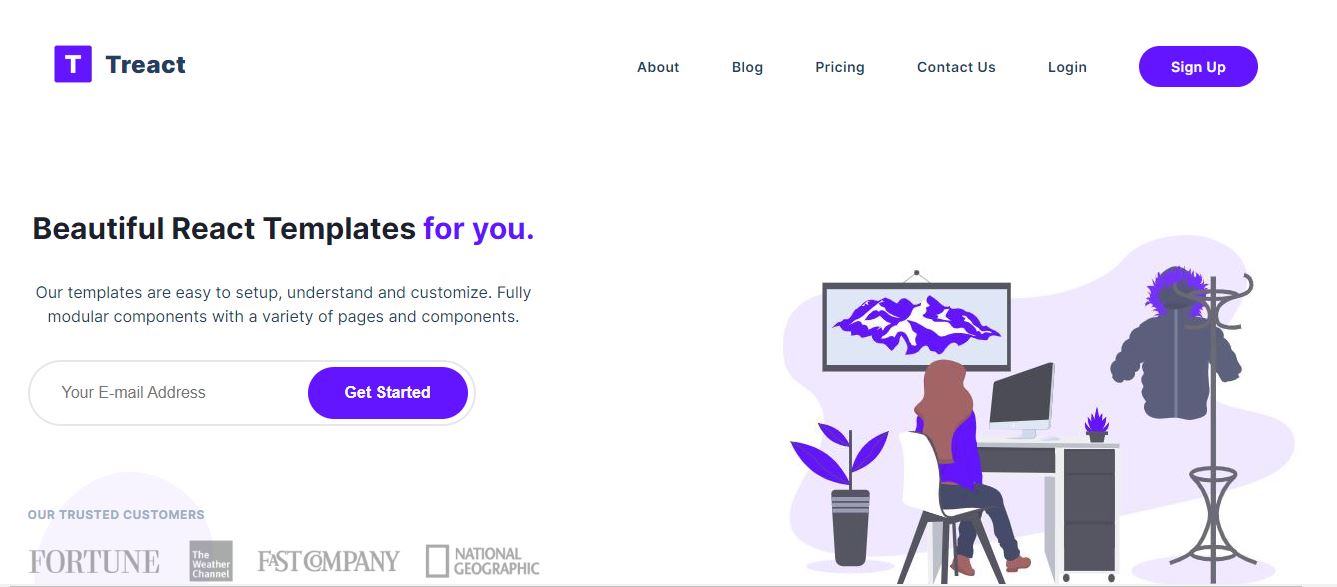 T Treact
About Blog Pricing Contact Us Login Sign Up
Beautiful React Templates for you.
Our templates are easy to setup, understand and customize. Fully
modular components with a variety of pages and components.
Your E-mail Address Get Started
OUR TRUSTED CUSTOMERS
FORTUNE
The
Weather
Channel
FAST COMPANY
NATIONAL
GEOGRAPHIC